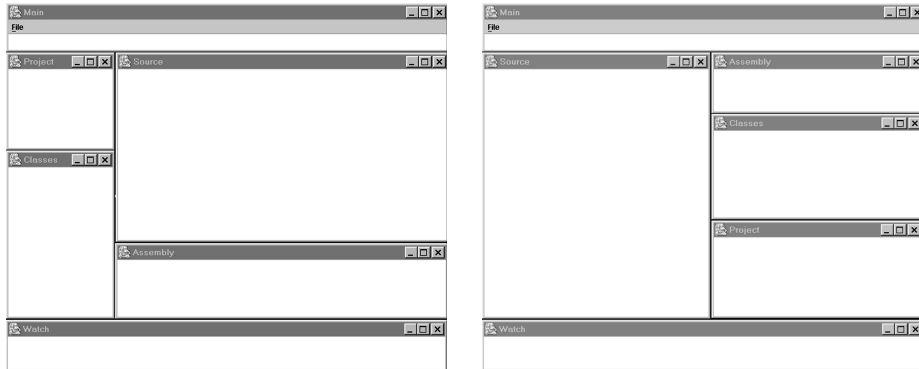 Main
File
Project
Source
Classes
Assembly
Watch
Main
File
Source
Assembly
Classes
Project
Watch